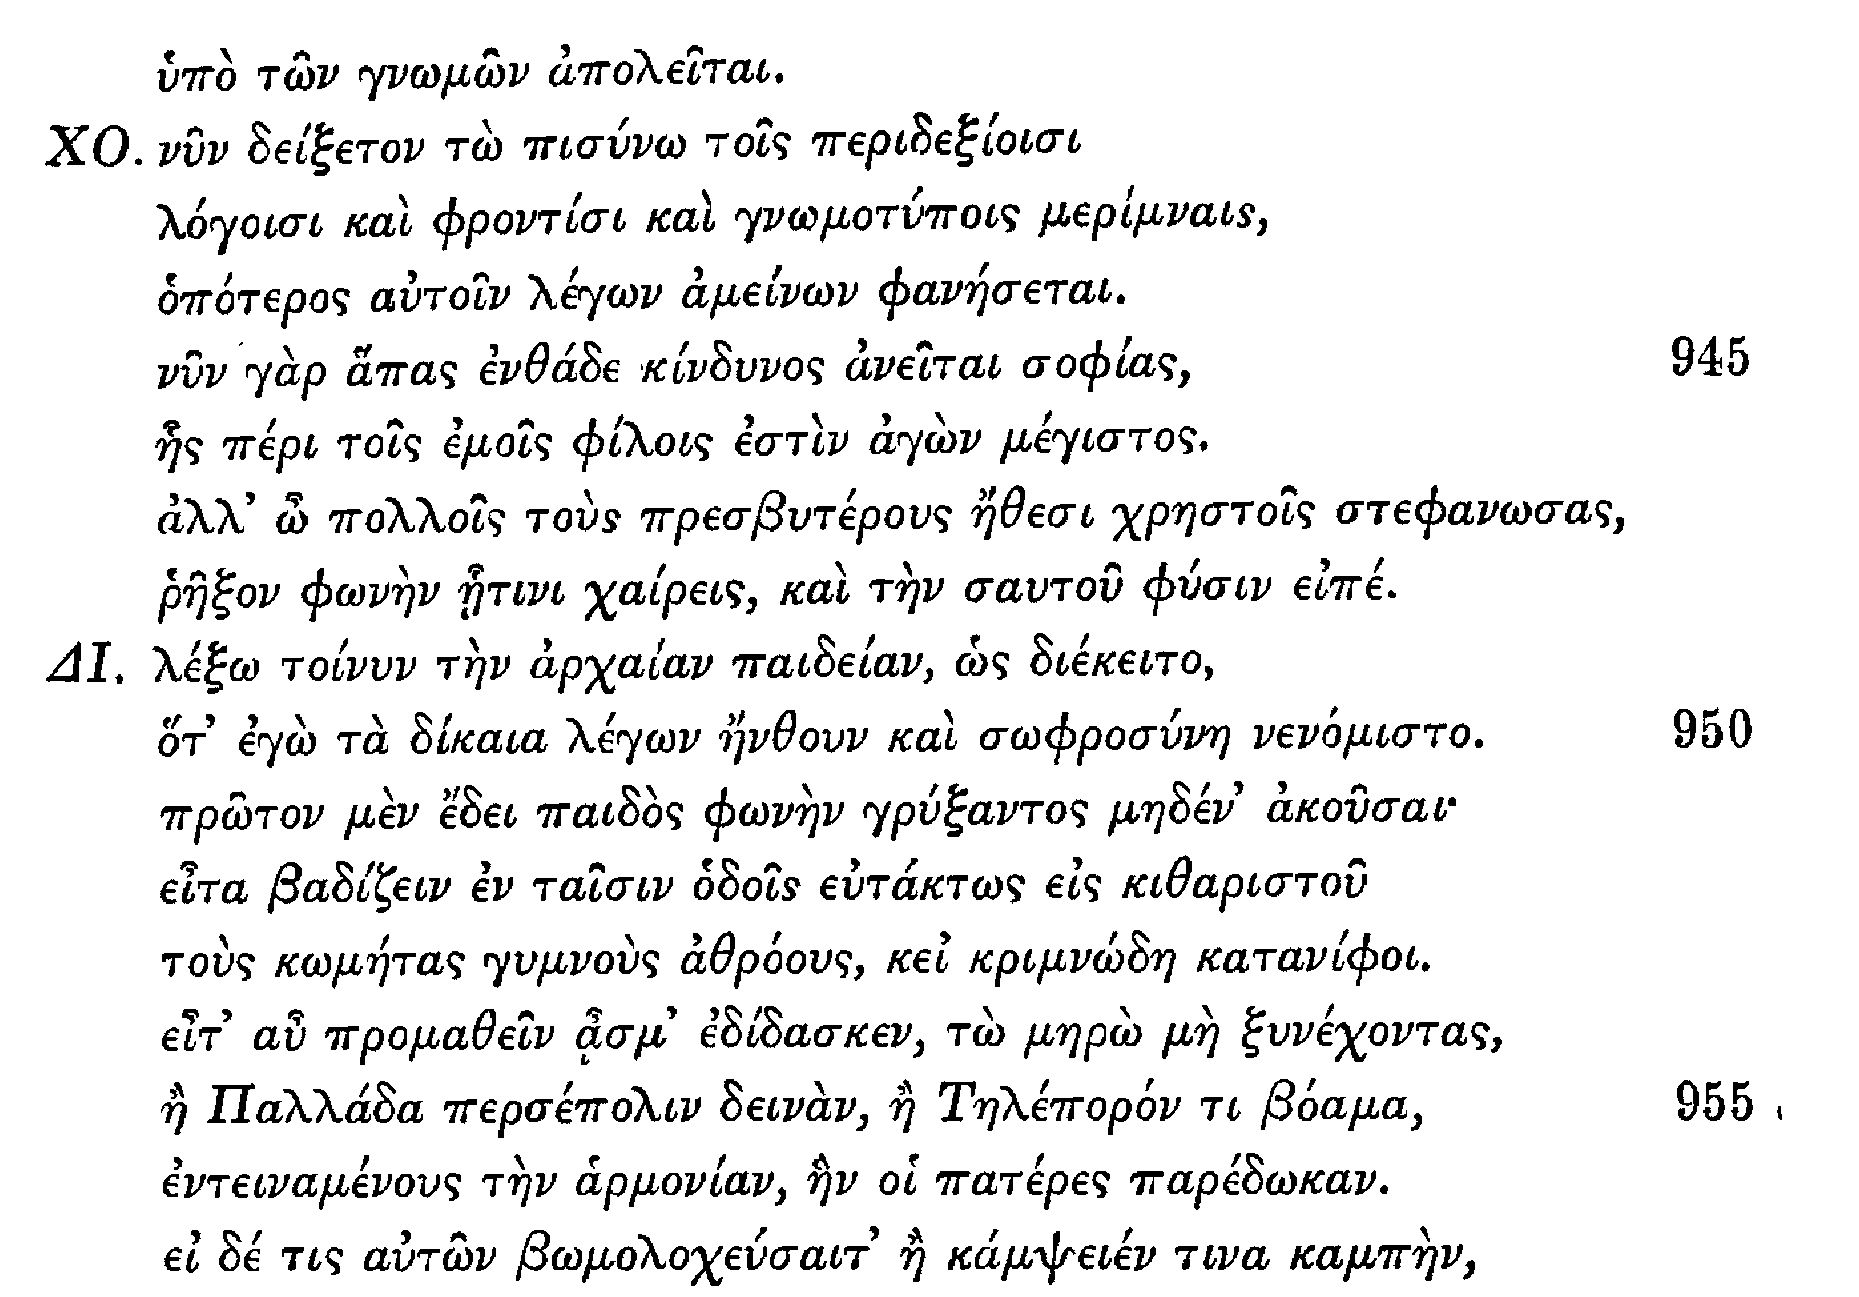 ὑπὸ τῶν γνωμῶν ἀπολεῖται.
ΧΟ. νῦν δείξετον τὼ πισύνω τοῖς περιδεξίοισι
λόγοισι καὶ φροντίσι καὶ γνωμοτύποις μερίμναις,
ὁπότερος αὐτοῖν λέγων ἀμείνων φανήσεται.
νῦν γὰρ ἅπας ἐνθάδε κίνδυνος ἀνεῖται σοφίας, 945
ἧς πέρι τοῖς ἐμοῖς φίλοις ἐστὶν ἀγὼν μέγιστος.
ἀλλ’ ὦ πολλοῖς τοὺς πρεσβυτέρους ἤθεσι χρηστοῖς στεφανωσας,
ῥῆξον φωνὴν ᾗτινι χαίρεις, καὶ τὴν σαυτοῦ φύσιν εἰπέ.
ΔΙ. λέξω τοίνυν τὴν ἀρχαίαν παιδείαν, ὡς διέκειτο,
ὅτ’ ἐγὼ τὰ δίκαια λέγων ἤνθουν καὶ σωφροσύνη νενόμιστο. 950
πρῶτον μὲν ἔδει παιδὸς φωνὴν γρύξαντος μηδέν’ ἀκοῦσαι·
εἶτα βαδίζειν ἐν ταῖσιν ὁδοῖς εὐτάκτως εἰς κιθαριστοῦ
τοὺς κωμήτας γυμνοὺς ἀθρόους, κεἰ κριμνώδη κατανίφοι.
εἶτ’ αὖ προμαθεῖν ᾆσμ’ ἐδίδασκεν, τὼ μηρὼ μὴ ξυνέχοντας,
ἢ Παλλάδα περσέπολιν δεινὰν, ἢ Τηλέπορόν τι βόαμα, 955
ἐντειναμένους τὴν ἁρμονίαν, ἣν οἱ πατέρες παρέδωκαν.
εἰ δέ τις αὐτῶν βωμολοχεύσαιτ’ ἢ κάμψειέν τινα καμπὴν,